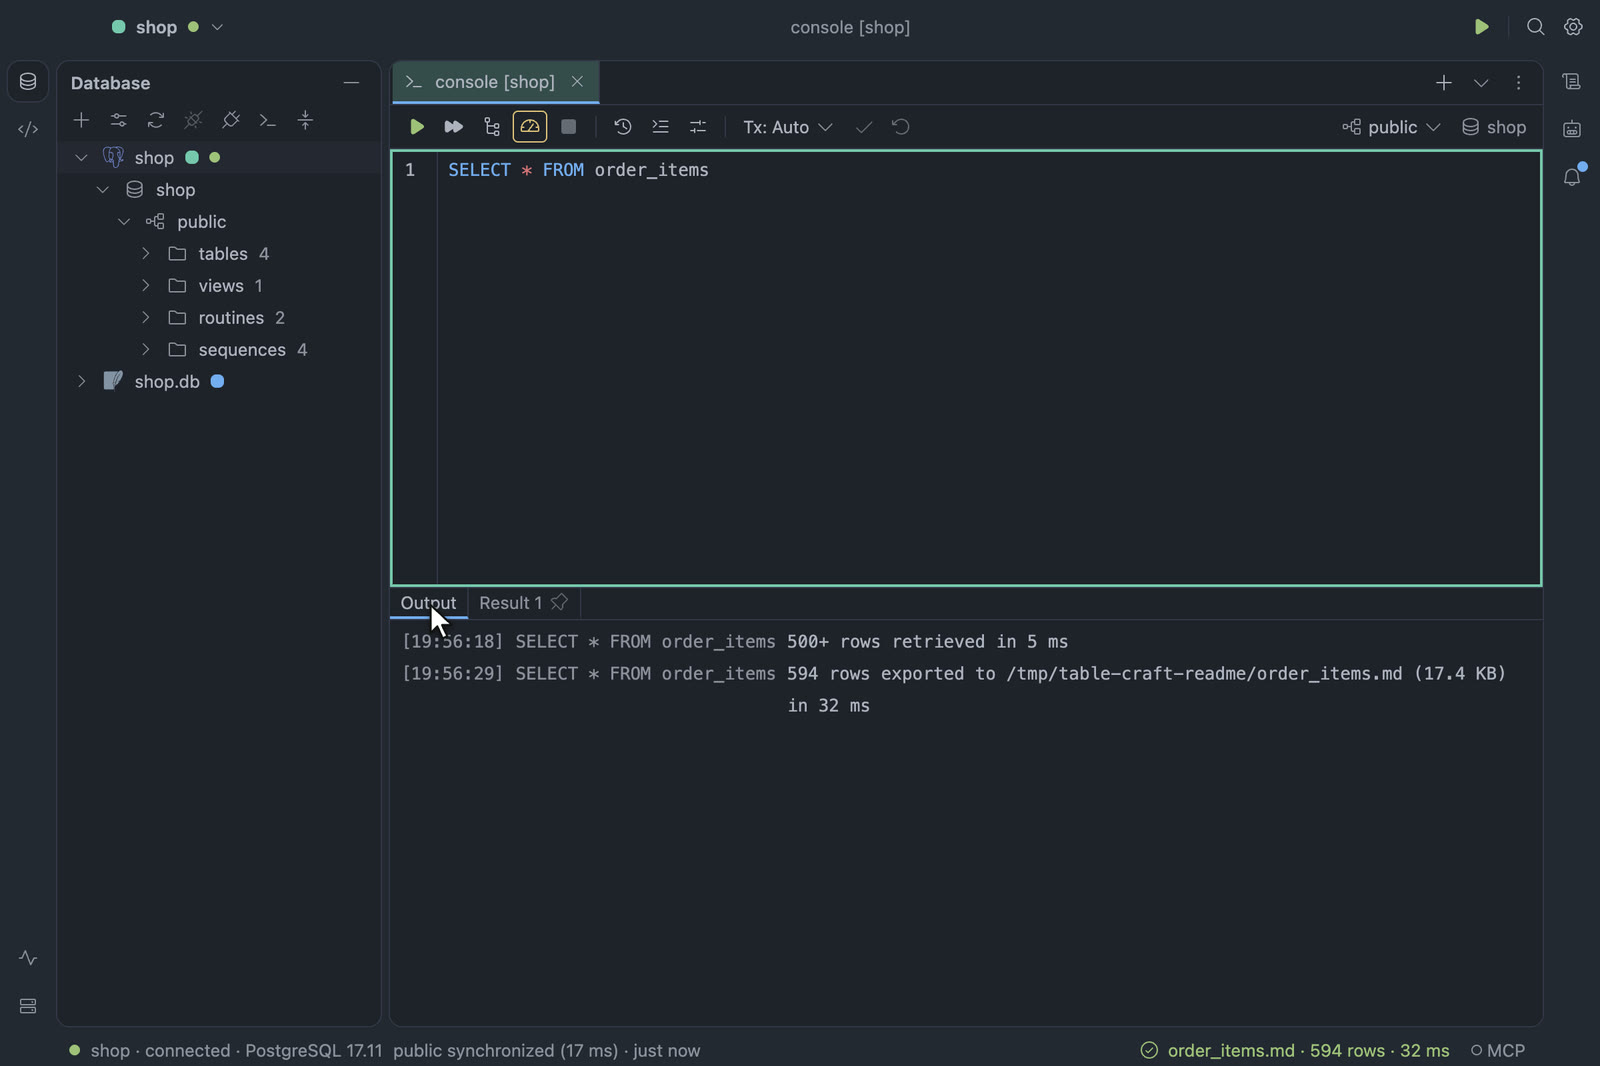 shop
console [shop]
Database
console [shop]
Tx: Auto
public
shop
shop
shop
public
tables 4
views 1
routines 2
sequences 4
shop.db
1 SELECT * FROM order_items
Output
Result 1
[19:56:18] SELECT * FROM order_items 500+ rows retrieved in 5 ms
[19:56:29] SELECT * FROM order_items 594 rows exported to /tmp/table-craft-readme/order_items.md (17.4 KB)
in 32 ms
shop · connected · PostgreSQL 17.11 public synchronized (17 ms) · just now
order_items.md · 594 rows · 32 ms
MCP